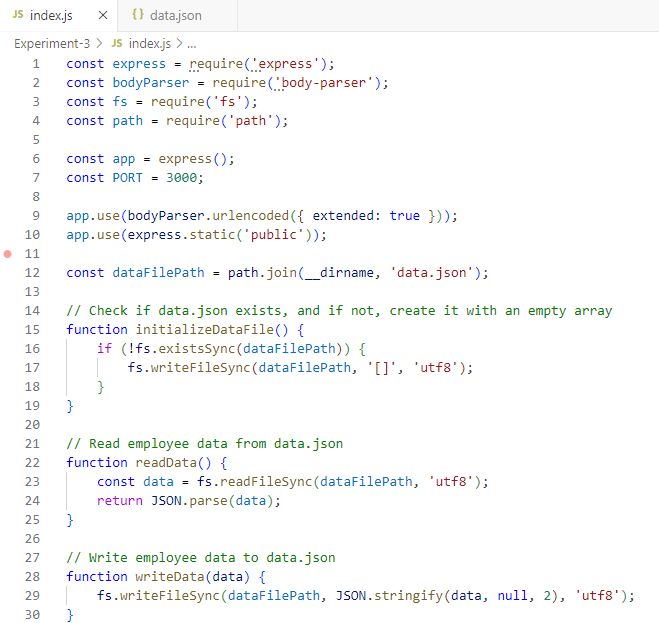 JS index.js ×
{} data.json
Experiment-3 > JS index.js > ...
1 const express = require('express');
2 const bodyParser = require('body-parser');
3 const fs = require('fs');
4 const path = require('path');
5
6 const app = express();
7 const PORT = 3000;
8
9 app.use(bodyParser.urlencoded({ extended: true }));
10 app.use(express.static('public'));
11
12 const dataFilePath = path.join(__dirname, 'data.json');
13
14 // Check if data.json exists, and if not, create it with an empty array
15 function initializeDataFile() {
16     if (!fs.existsSync(dataFilePath)) {
17         fs.writeFileSync(dataFilePath, '[]', 'utf8');
18     }
19 }
20
21 // Read employee data from data.json
22 function readData() {
23     const data = fs.readFileSync(dataFilePath, 'utf8');
24     return JSON.parse(data);
25 }
26
27 // Write employee data to data.json
28 function writeData(data) {
29     fs.writeFileSync(dataFilePath, JSON.stringify(data, null, 2), 'utf8');
30 }